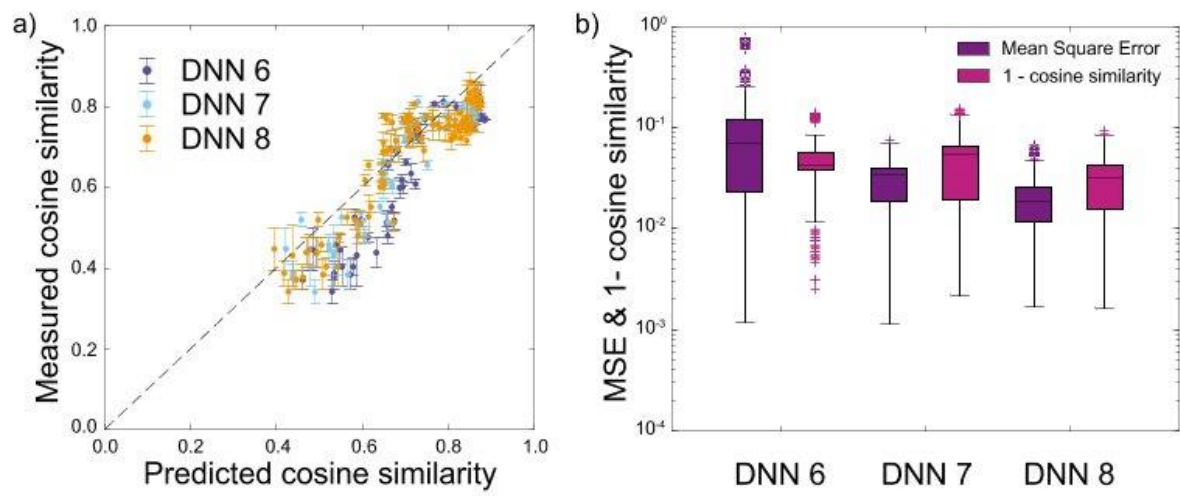 a)
Measured cosine similarity
1.0
0.8
0.6
0.4
0.2
0.0
DNN 6
DNN 7
DNN 8
0.0 0.2 0.4 0.6 0.8 1.0
Predicted cosine similarity
b)
MSE & 1- cosine similarity
10⁰
10⁻¹
10⁻²
10⁻³
10⁻⁴
Mean Square Error
1 - cosine similarity
DNN 6 DNN 7 DNN 8